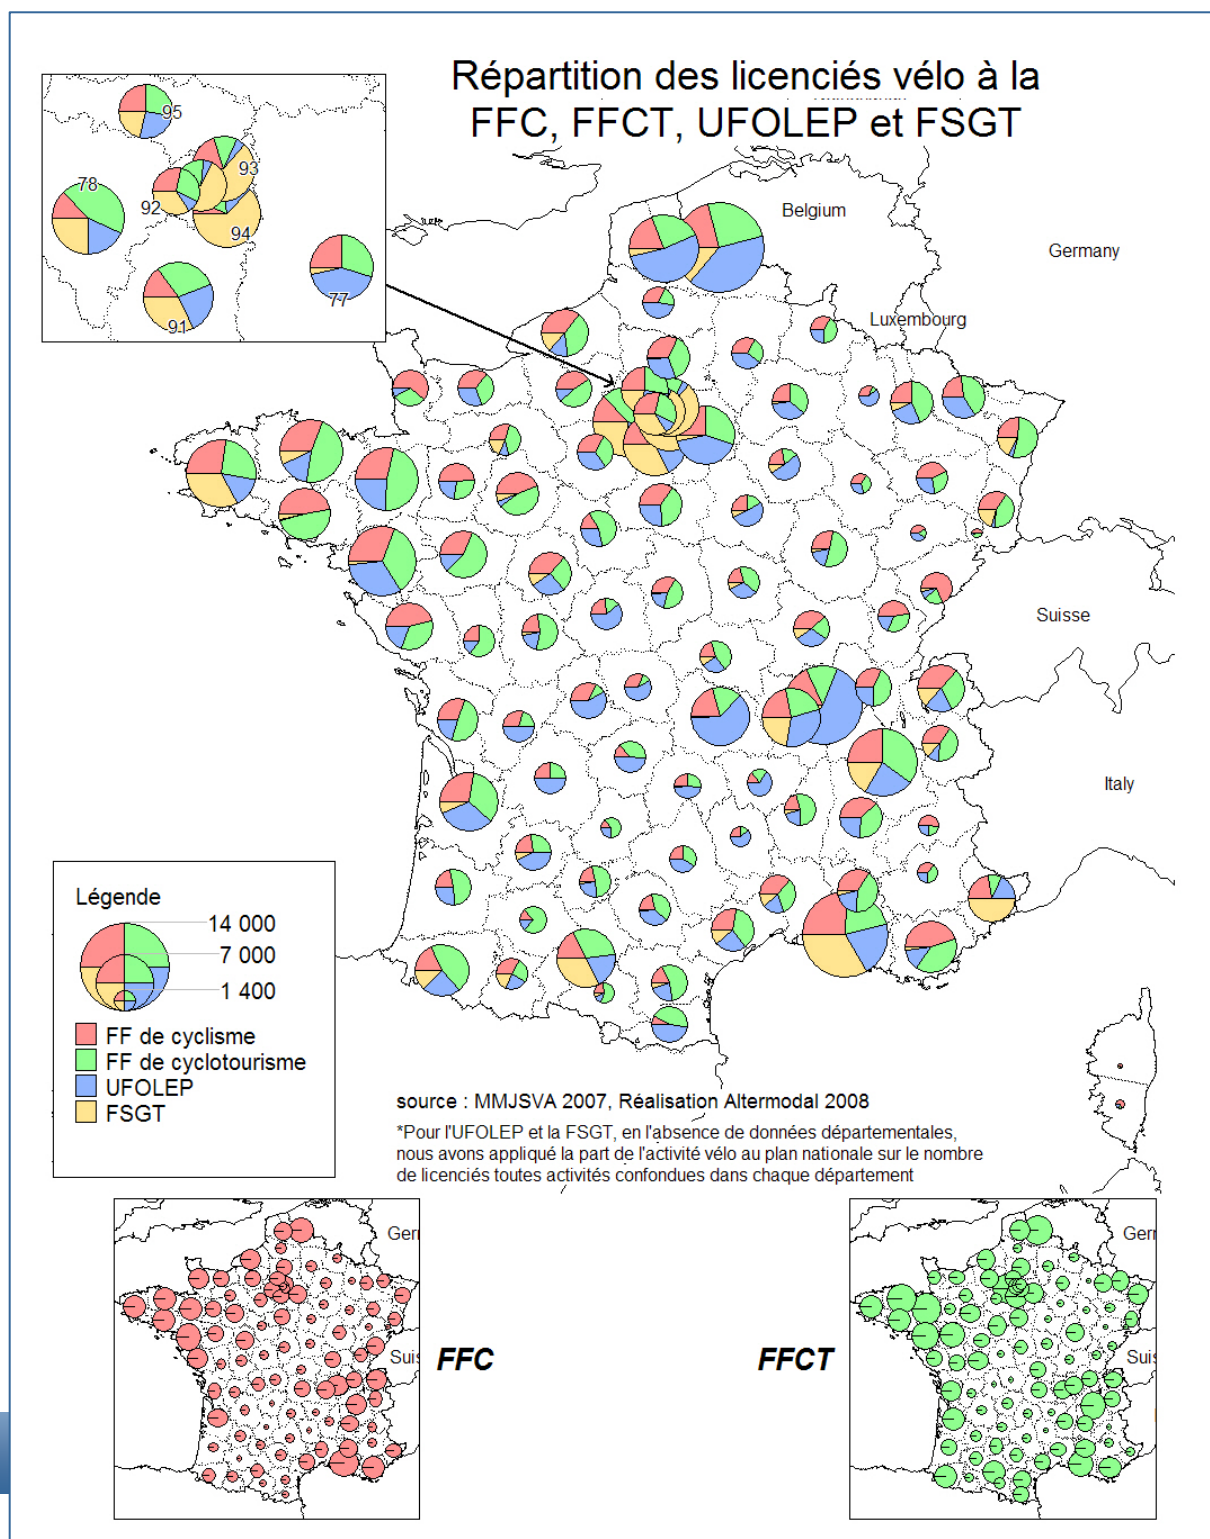 Répartition des licenciés vélo à la
FFC, FFCT, UFOLEP et FSGT
95
93
78
92
94
77
91
Belgium
Germany
Luxembourg
Suisse
Italy
Légende
14 000
7 000
1 400
FF de cyclisme
FF de cyclotourisme
UFOLEP
FSGT
source : MMJSVA 2007, Réalisation Altermodal 2008
*Pour l'UFOLEP et la FSGT, en l'absence de données départementales,
nous avons appliqué la part de l'activité vélo au plan nationale sur le nombre
de licenciés toutes activités confondues dans chaque département
Ger
Suis
FFC
FFCT
Ger
Suis